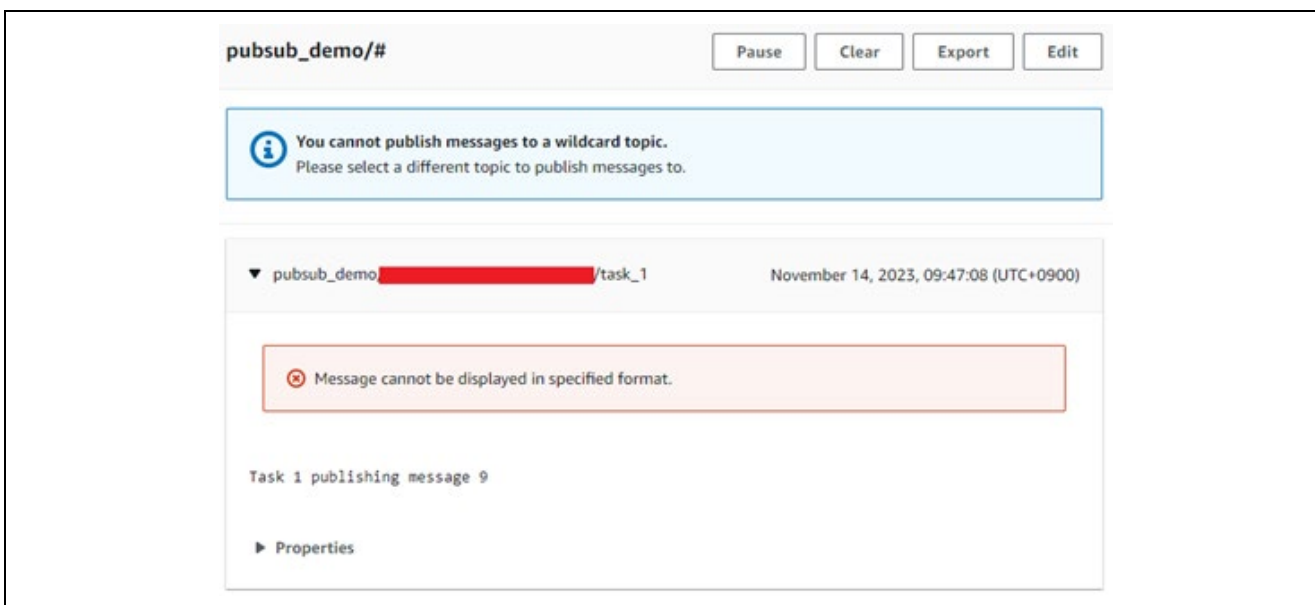 pubsub_demo/#
Pause
Clear
Export
Edit
You cannot publish messages to a wildcard topic.
Please select a different topic to publish messages to.
pubsub_demo/ /task_1
November 14, 2023, 09:47:08 (UTC+0900)
Message cannot be displayed in specified format.
Task 1 publishing message 9
Properties